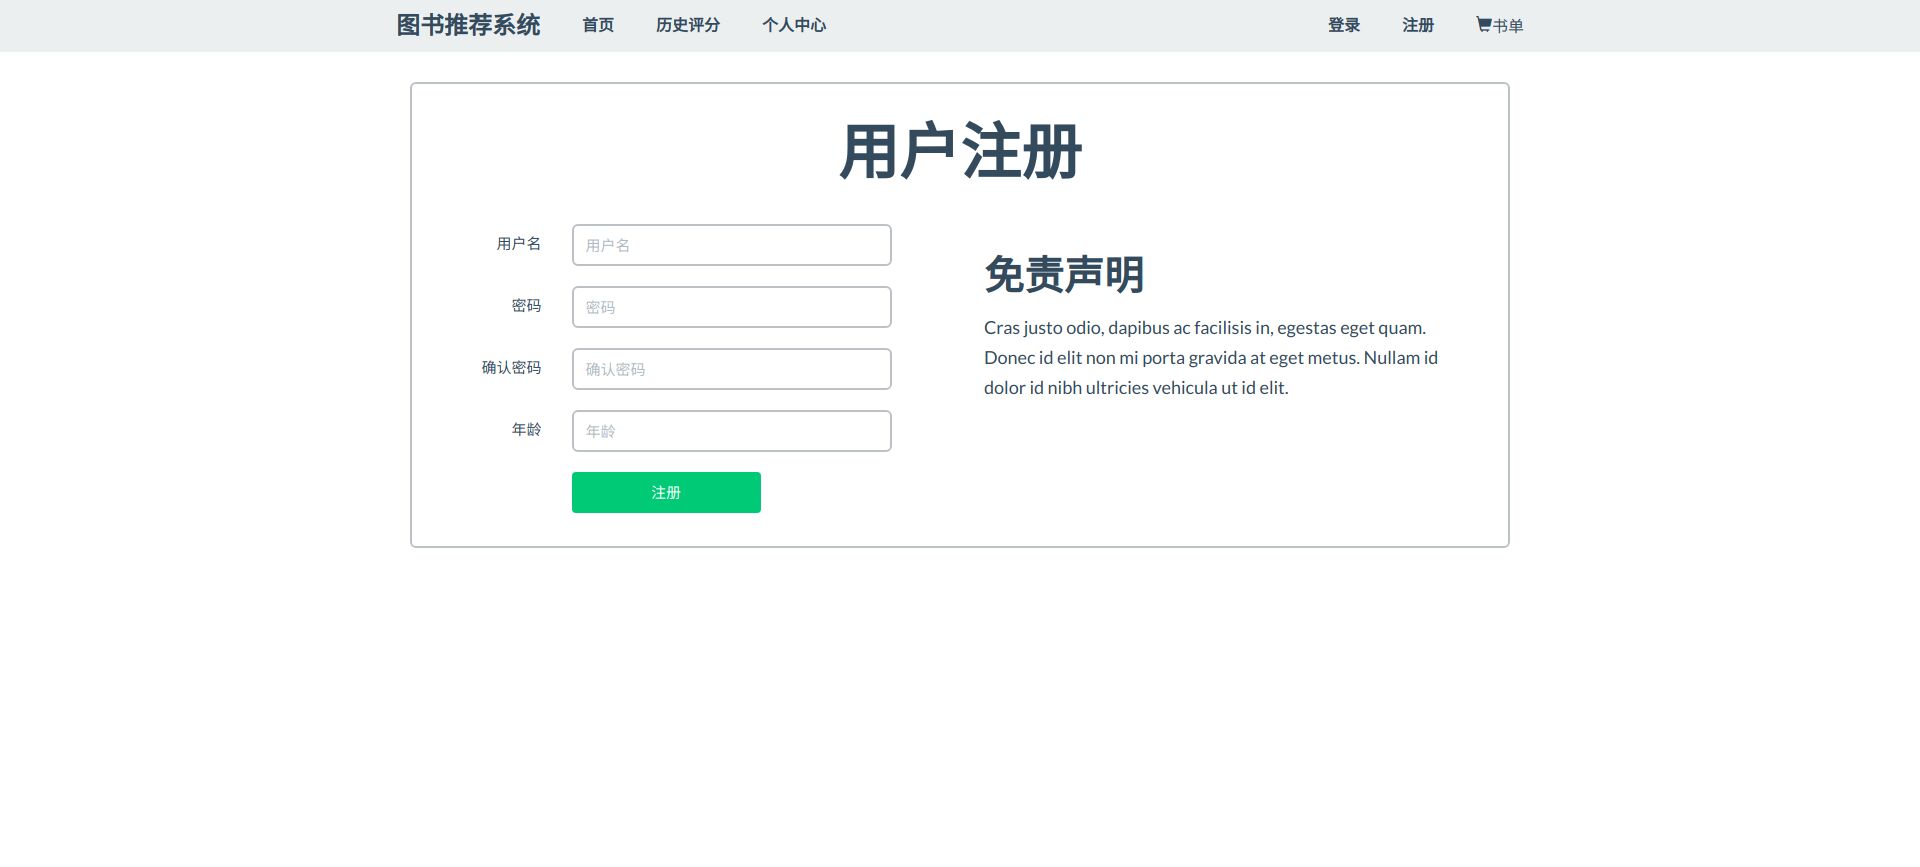 图书推荐系统 首页 历史评分 个人中心 登录 注册 书单
用户注册
用户名 用户名
密码 密码
确认密码 确认密码
年龄 年龄
注册
免责声明
Cras justo odio, dapibus ac facilisis in, egestas eget quam.
Donec id elit non mi porta gravida at eget metus. Nullam id
dolor id nibh ultricies vehicula ut id elit.